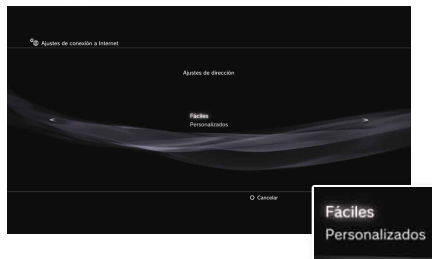 Ajustes de conexión a Internet
Ajustes de dirección
Fáciles
Personalizados
Cancelar
Fáciles
Personalizados